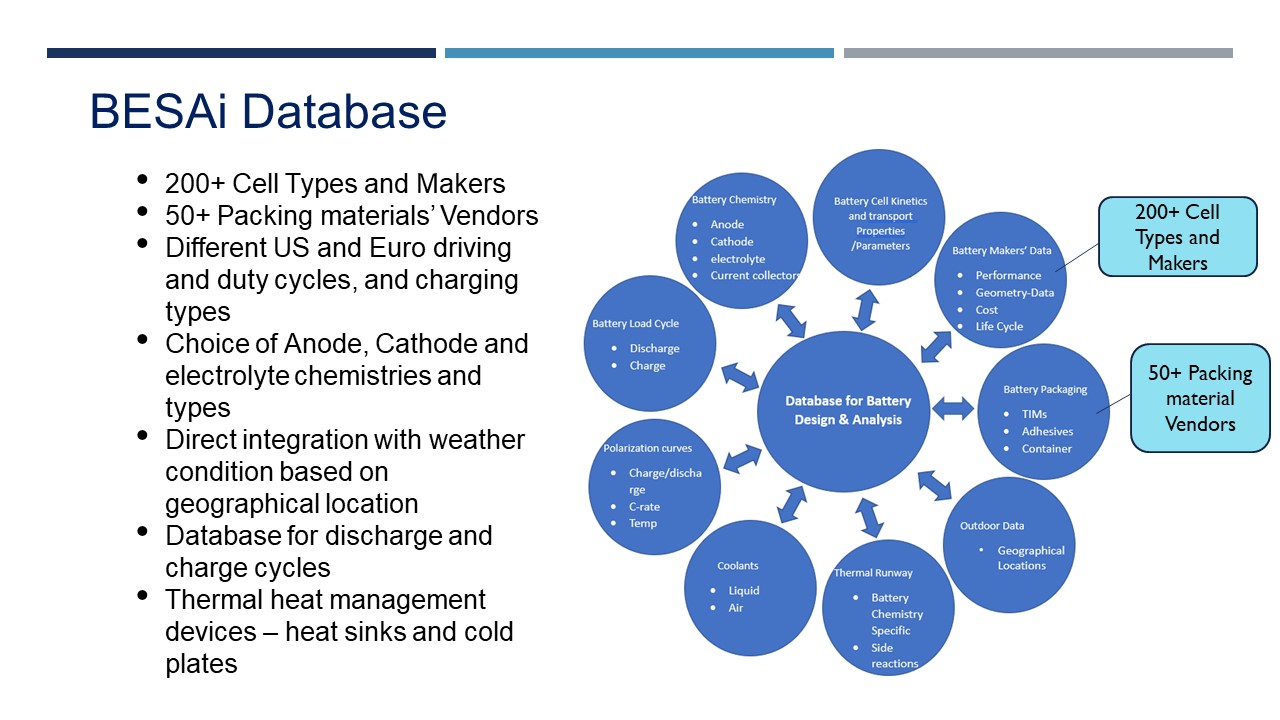 BESAi Database
• 200+ Cell Types and Makers
• 50+ Packing materials’ Vendors
• Different US and Euro driving
and duty cycles, and charging
types
• Choice of Anode, Cathode and
electrolyte chemistries and
types
• Direct integration with weather
condition based on
geographical location
• Database for discharge and
charge cycles
• Thermal heat management
devices – heat sinks and cold
plates
Battery Chemistry
• Anode
• Cathode
• electrolyte
• Current collectors
Battery Cell Kinetics
and transport
Properties
/Parameters
Battery Makers’ Data
• Performance
• Geometry-Data
• Cost
• Life Cycle
200+ Cell
Types and
Makers
Battery Load Cycle
• Discharge
• Charge
Database for Battery
Design & Analysis
Battery Packaging
• TIMs
• Adhesives
• Container
50+ Packing
material
Vendors
Polarization curves
• Charge/discha
rge
• C-rate
• Temp
Outdoor Data
• Geographical
Locations
Coolants
• Liquid
• Air
Thermal Runway
• Battery
Chemistry
Specific
• Side
reactions